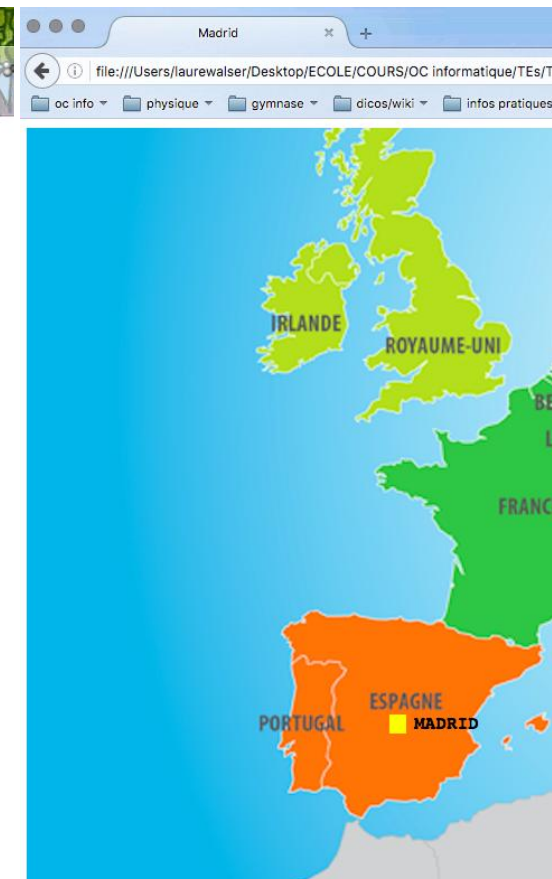 Madrid
file:///Users/laurewalser/Desktop/ECOLE/COURS/OC informatique/TEs/T
oc info
physique
gymnase
dicos/wiki
infos pratiques
IRLANDE
ROYAUME-UNI
BE
L
FRANC
ESPAGNE
PORTUGAL
MADRID